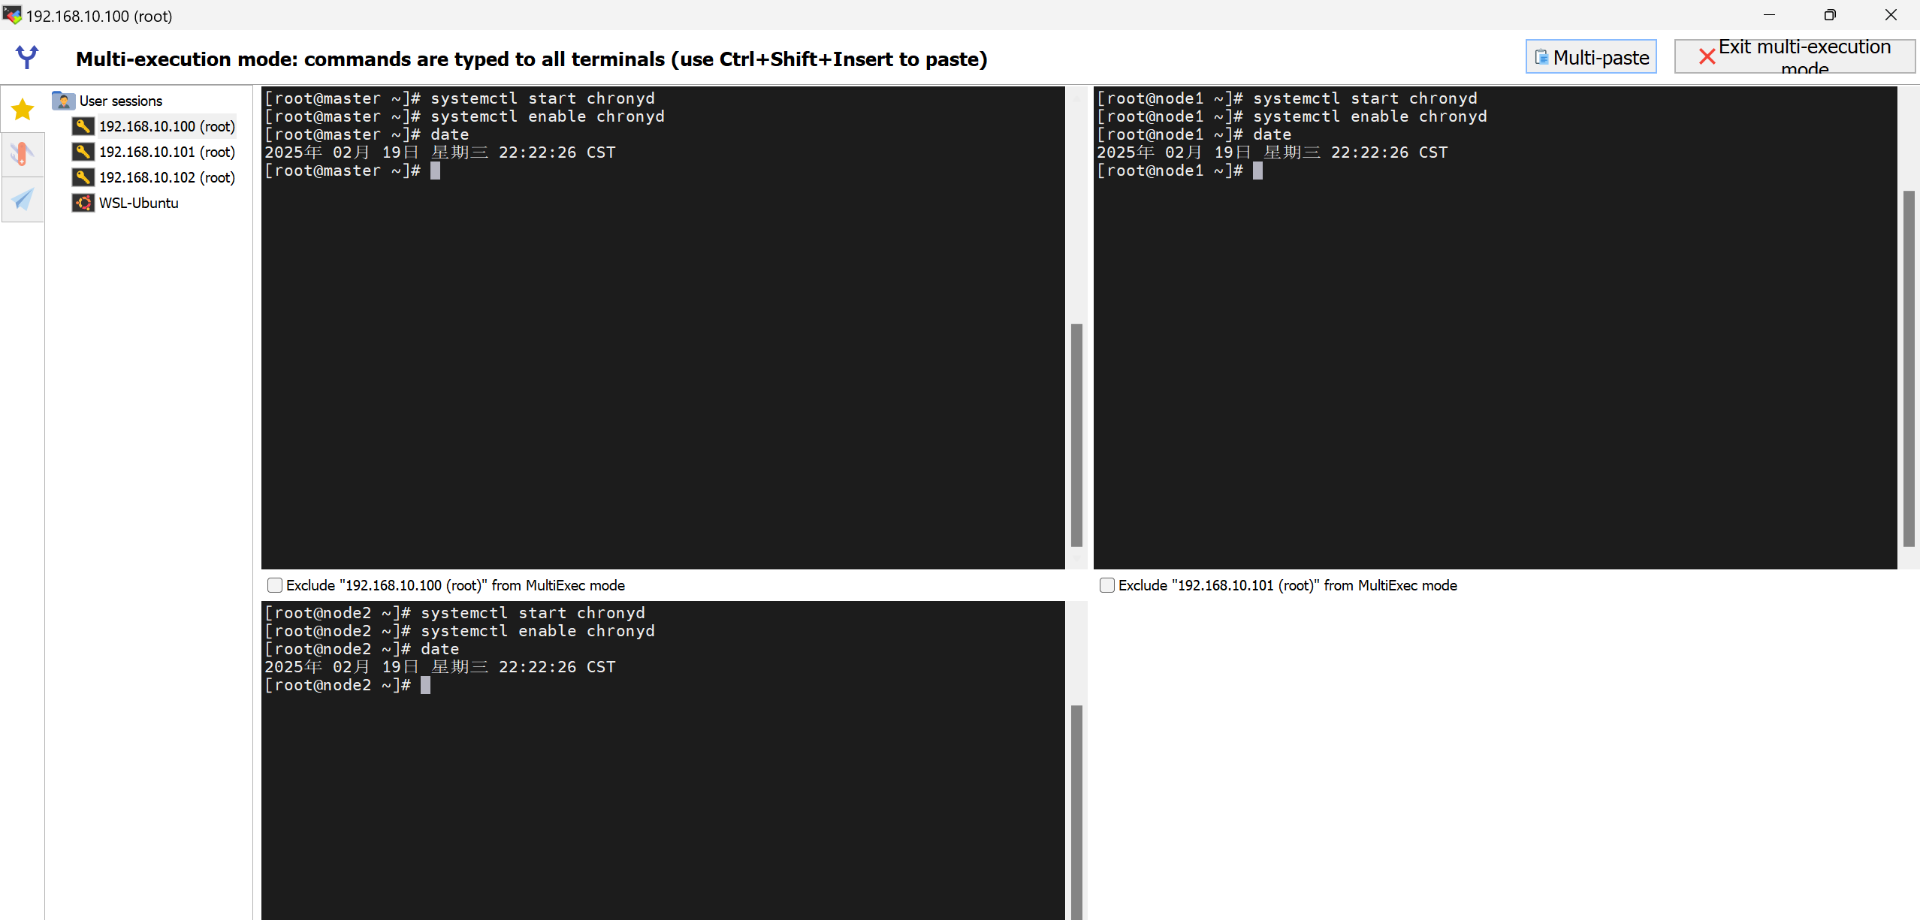 192.168.10.100 (root)
Multi-execution mode: commands are typed to all terminals (use Ctrl+Shift+Insert to paste)
Multi-paste
Exit multi-execution
mode
User sessions
192.168.10.100 (root)
192.168.10.101 (root)
192.168.10.102 (root)
WSL-Ubuntu
[root@master ~]# systemctl start chronyd
[root@master ~]# systemctl enable chronyd
[root@master ~]# date
2025年 02月 19日 星期三 22:22:26 CST
[root@master ~]#
[root@node1 ~]# systemctl start chronyd
[root@node1 ~]# systemctl enable chronyd
[root@node1 ~]# date
2025年 02月 19日 星期三 22:22:26 CST
[root@node1 ~]#
Exclude "192.168.10.100 (root)" from MultiExec mode
Exclude "192.168.10.101 (root)" from MultiExec mode
[root@node2 ~]# systemctl start chronyd
[root@node2 ~]# systemctl enable chronyd
[root@node2 ~]# date
2025年 02月 19日 星期三 22:22:26 CST
[root@node2 ~]#